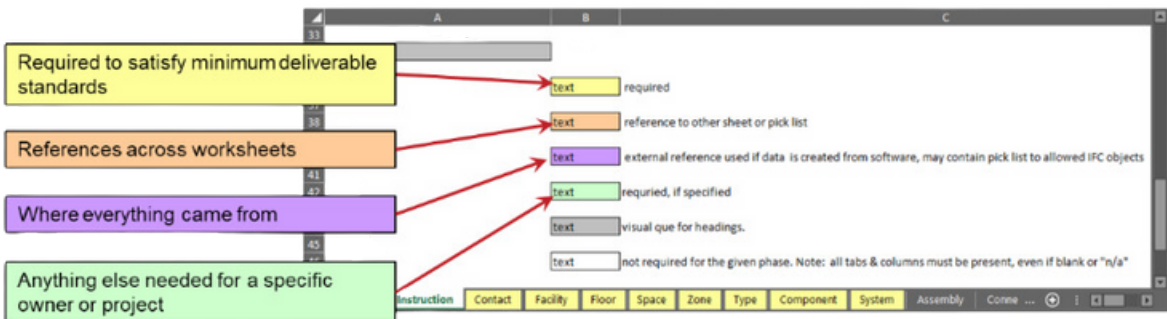 A B C
33
Required to satisfy minimum deliverable
standards
text required
38
text reference to other sheet or pick list
References across worksheets
text external reference used if data is created from software, may contain pick list to allowed IFC objects
41
42
text requried, if specified
Where everything came from
text visual que for headings.
45
text not required for the given phase. Note: all tabs & columns must be present, even if blank or "n/a"
Anything else needed for a specific
owner or project
Instruction Contact Facility Floor Space Zone Type Component System Assembly Conne ...